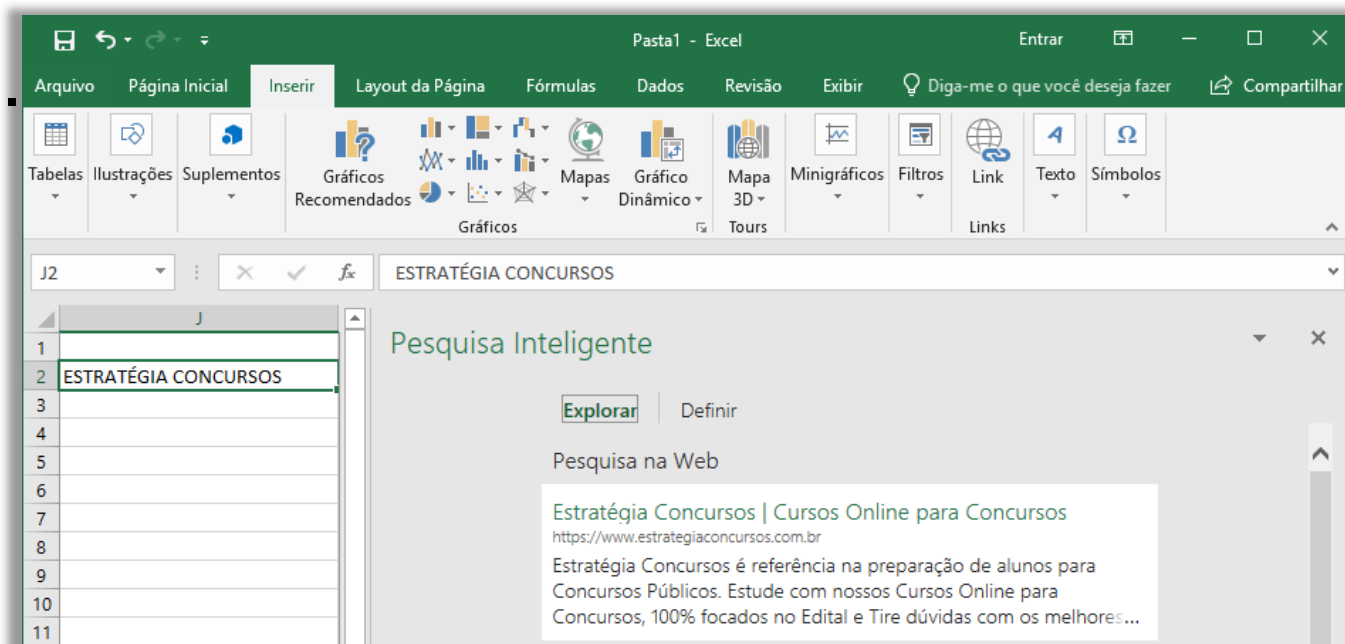 Pasta1 - Excel Entrar
Arquivo Página Inicial Inserir Layout da Página Fórmulas Dados Revisão Exibir Diga-me o que você deseja fazer Compartilhar
Tabelas Ilustrações Suplementos Gráficos Recomendados Mapas Gráfico Dinâmico Mapa 3D Minigráficos Filtros Link Texto Símbolos
Gráficos Tours Links
J2 fx ESTRATÉGIA CONCURSOS
J
Pesquisa Inteligente
1
2 ESTRATÉGIA CONCURSOS
3
Explorar Definir
4
5
Pesquisa na Web
6
7
Estratégia Concursos | Cursos Online para Concursos
8
https://www.estrategiaconcursos.com.br
9
Estratégia Concursos é referência na preparação de alunos para
10
Concursos Públicos. Estude com nossos Cursos Online para
11
Concursos, 100% focados no Edital e Tire dúvidas com os melhores...